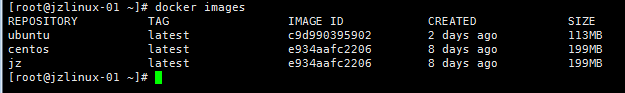 [root@jzlinux-01 ~]# docker images
REPOSITORY TAG IMAGE ID CREATED SIZE
ubuntu latest c9d990395902 2 days ago 113MB
centos latest e934aafc2206 8 days ago 199MB
jz latest e934aafc2206 8 days ago 199MB
[root@jzlinux-01 ~]#